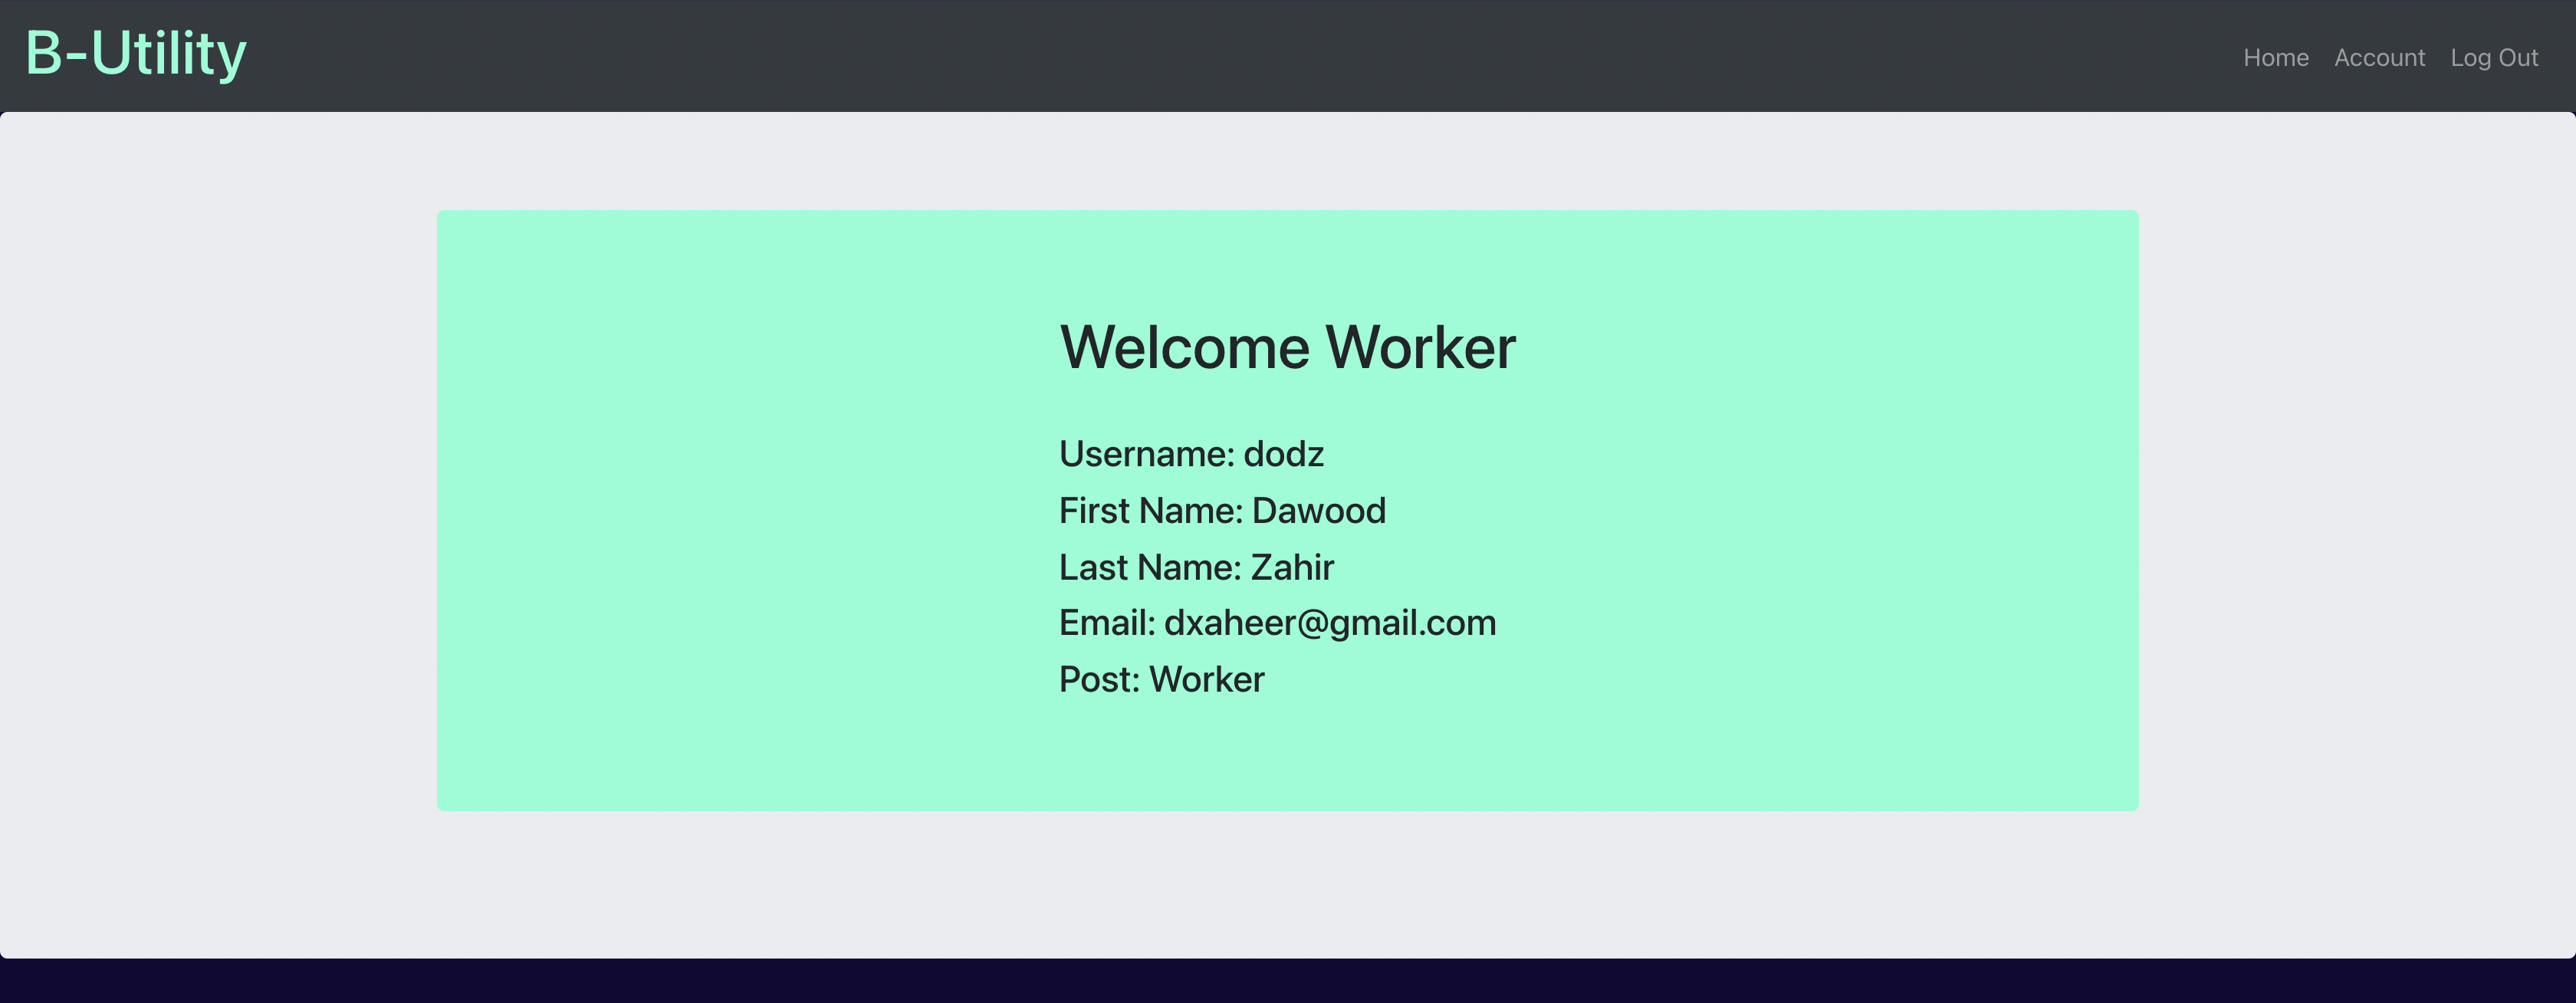 B-Utility
Home Account Log Out
Welcome Worker
Username: dodz
First Name: Dawood
Last Name: Zahir
Email: dxaheer@gmail.com
Post: Worker